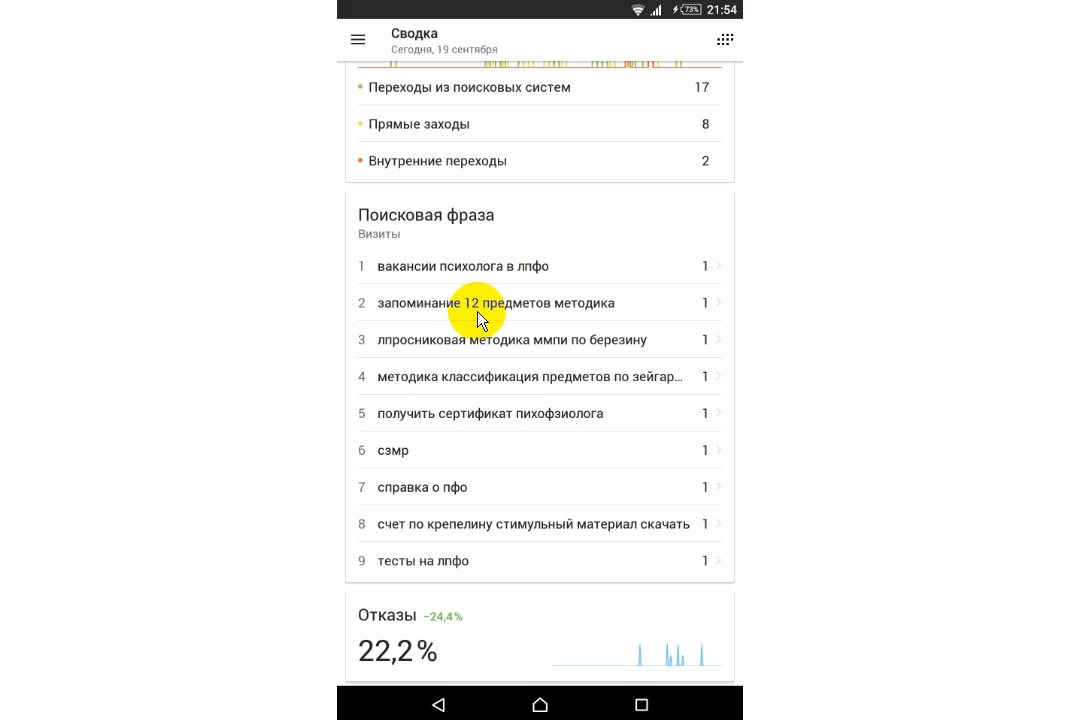 73% 21:54
Сводка
Сегодня, 19 сентября
Переходы из поисковых систем 17
Прямые заходы 8
Внутренние переходы 2
Поисковая фраза
Визиты
1 вакансии психолога в лпфо 1
2 запоминание 12 предметов методика 1
3 лпросниковая методика ммпи по березину 1
4 методика классификация предметов по зейгар... 1
5 получить сертификат пихофзиолога 1
6 сзмр 1
7 справка о пфо 1
8 счет по крепелину стимульный материал скачать 1
9 тесты на лпфо 1
Отказы −24,4%
22,2 %